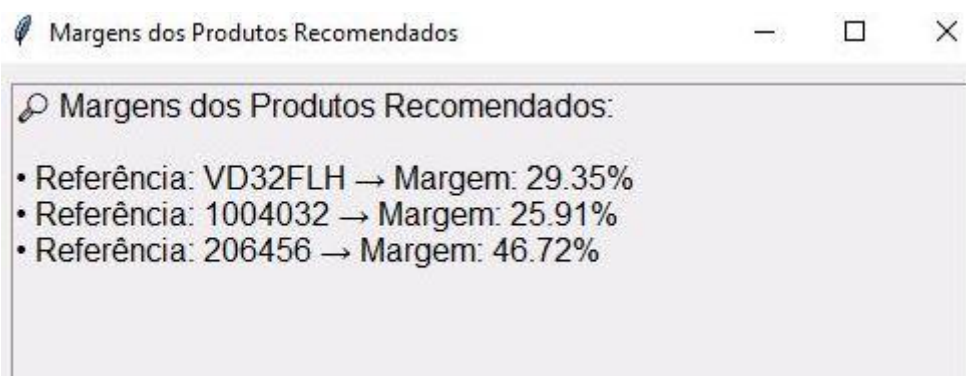 Margens dos Produtos Recomendados
🔎 Margens dos Produtos Recomendados:
• Referência: VD32FLH → Margem: 29.35%
• Referência: 1004032 → Margem: 25.91%
• Referência: 206456 → Margem: 46.72%